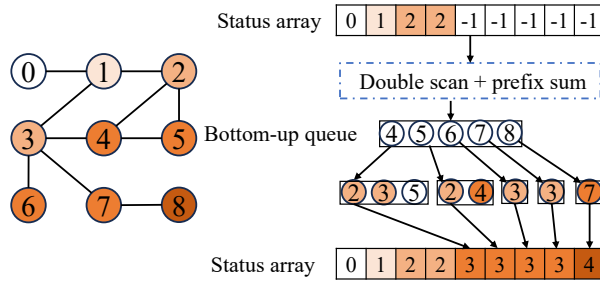 Status array 0 1 2 2 -1 -1 -1 -1 -1
0 1 2
Double scan + prefix sum
3 4 5
Bottom-up queue 4 5 6 7 8
2 3 5 2 4 3 3 7
6 7 8
Status array 0 1 2 2 3 3 3 3 4